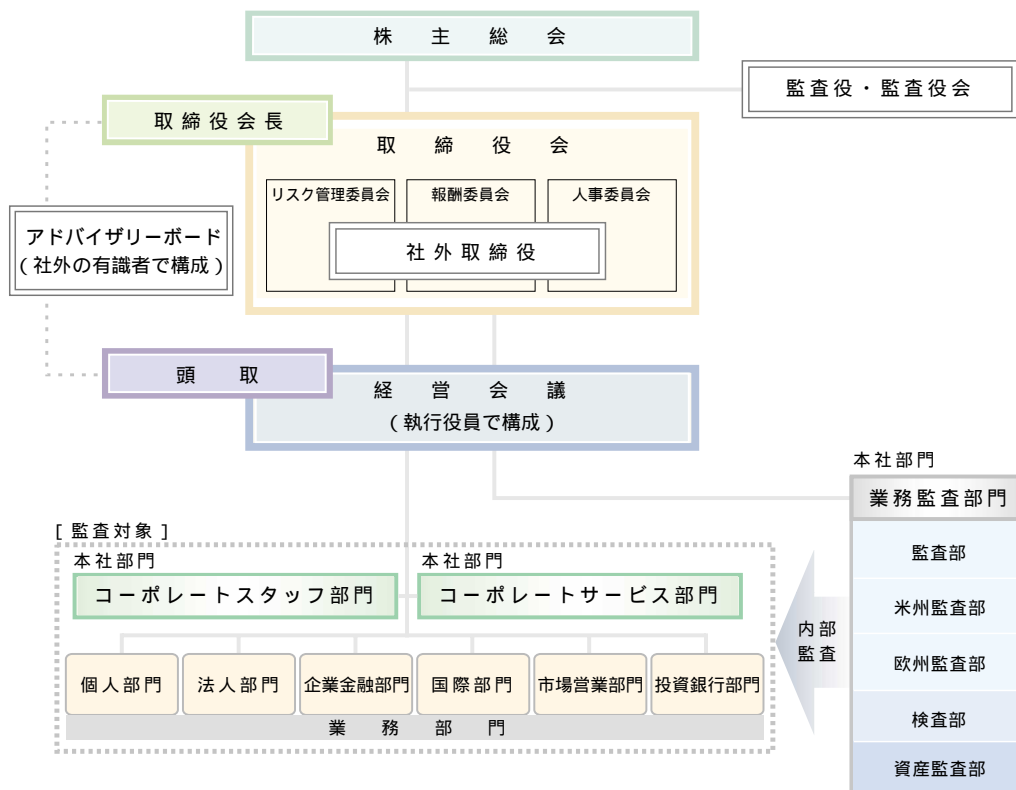 株主総会
監査役・監査役会
取締役会長
取締役会
リスク管理委員会
報酬委員会
人事委員会
社外取締役
アドバイザリーボード
(社外の有識者で構成)
頭取
経営会議
(執行役員で構成)
本社部門
業務監査部門
監査部
米州監査部
欧州監査部
検査部
資産監査部
内部
監査
[監査対象]
本社部門
コーポレートスタッフ部門
本社部門
コーポレートサービス部門
個人部門
法人部門
企業金融部門
国際部門
市場営業部門
投資銀行部門
業務部門